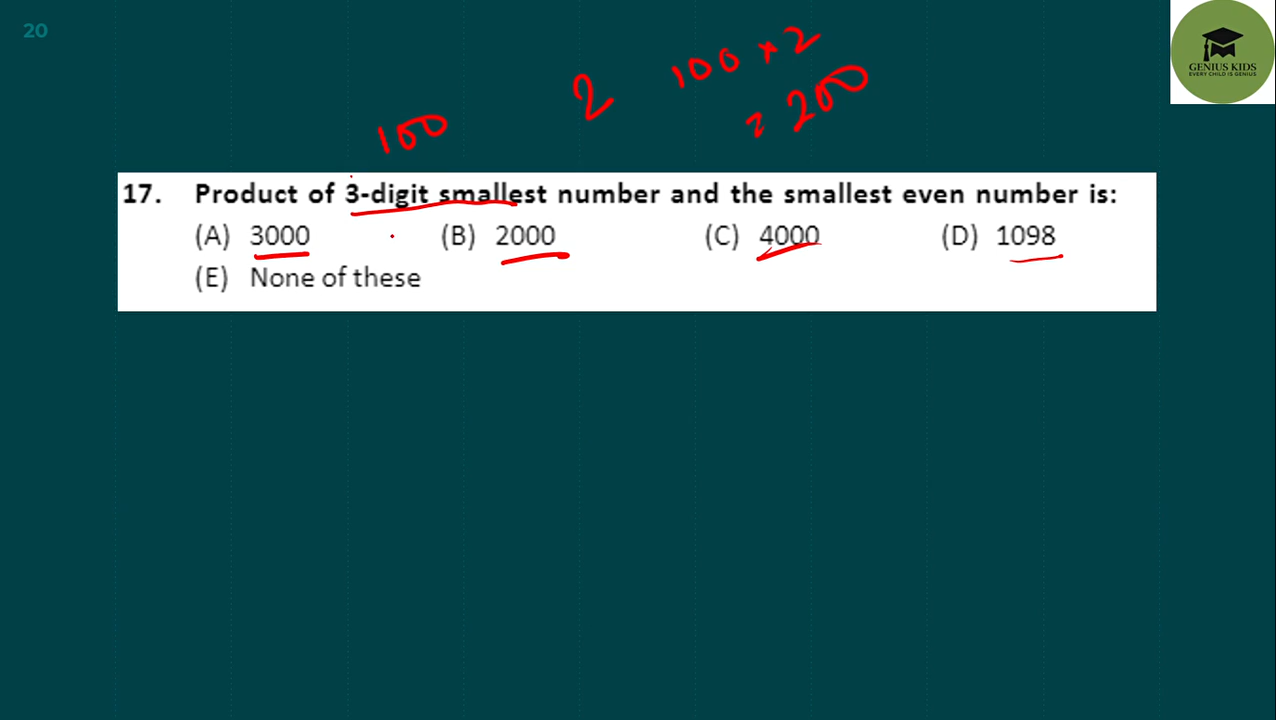 20
100
2
100 × 2
= 200
GENIUS KIDS
EVERY CHILD IS GENIUS
17. Product of 3-digit smallest number and the smallest even number is:
(A) 3000 (B) 2000 (C) 4000 (D) 1098
(E) None of these